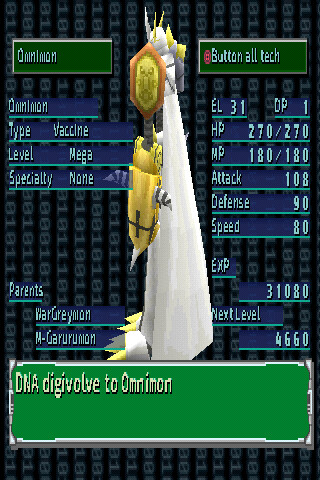 Omnimon
Button all tech
Omnimon
EL 31 DP 1
Type Vaccine
HP 270/270
Level Mega
MP 180/180
Specialty None
Attack 108
Defense 90
Speed 80
EXP
31080
Parents
WarGreymon
Next Level
M-Garurumon
4660
DNA digivolve to Omnimon